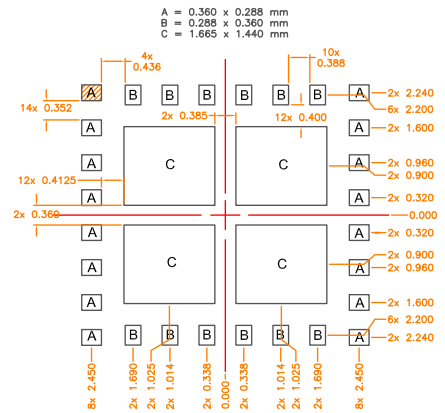 A = 0.360 x 0.288 mm
B = 0.288 x 0.360 mm
C = 1.665 x 1.440 mm
4x
0.436
10x
0.388
A B B B B B B A 2x 2.240
14x 0.352
6x 2.200
2x 0.385
12x 0.400
A A 2x 1.600
A C C A 2x 0.960
2x 0.900
12x 0.4125
A A 2x 0.320
2x 0.360
0.000
A A 2x 0.320
2x 0.900
A C C A 2x 0.960
A A 2x 1.600
6x 2.200
A B B B B B B A 2x 2.240
8x 2.450
2x 1.690
2x 1.025
2x 1.014
2x 0.338
0.000
2x 0.338
2x 1.014
2x 1.025
2x 1.690
8x 2.450